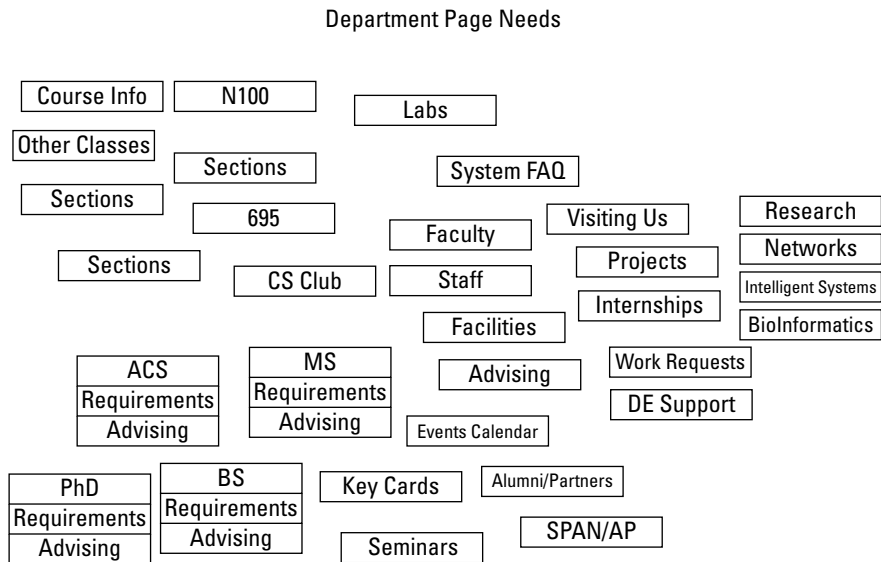 Department Page Needs
Course Info
N100
Labs
Other Classes
Sections
System FAQ
Sections
695
Visiting Us
Research
Faculty
Networks
Sections
CS Club
Staff
Projects
Intelligent Systems
Internships
Facilities
BioInformatics
ACS
Requirements
Advising
MS
Requirements
Advising
Advising
Work Requests
DE Support
Events Calendar
PhD
Requirements
Advising
BS
Requirements
Advising
Key Cards
Alumni/Partners
Seminars
SPAN/AP